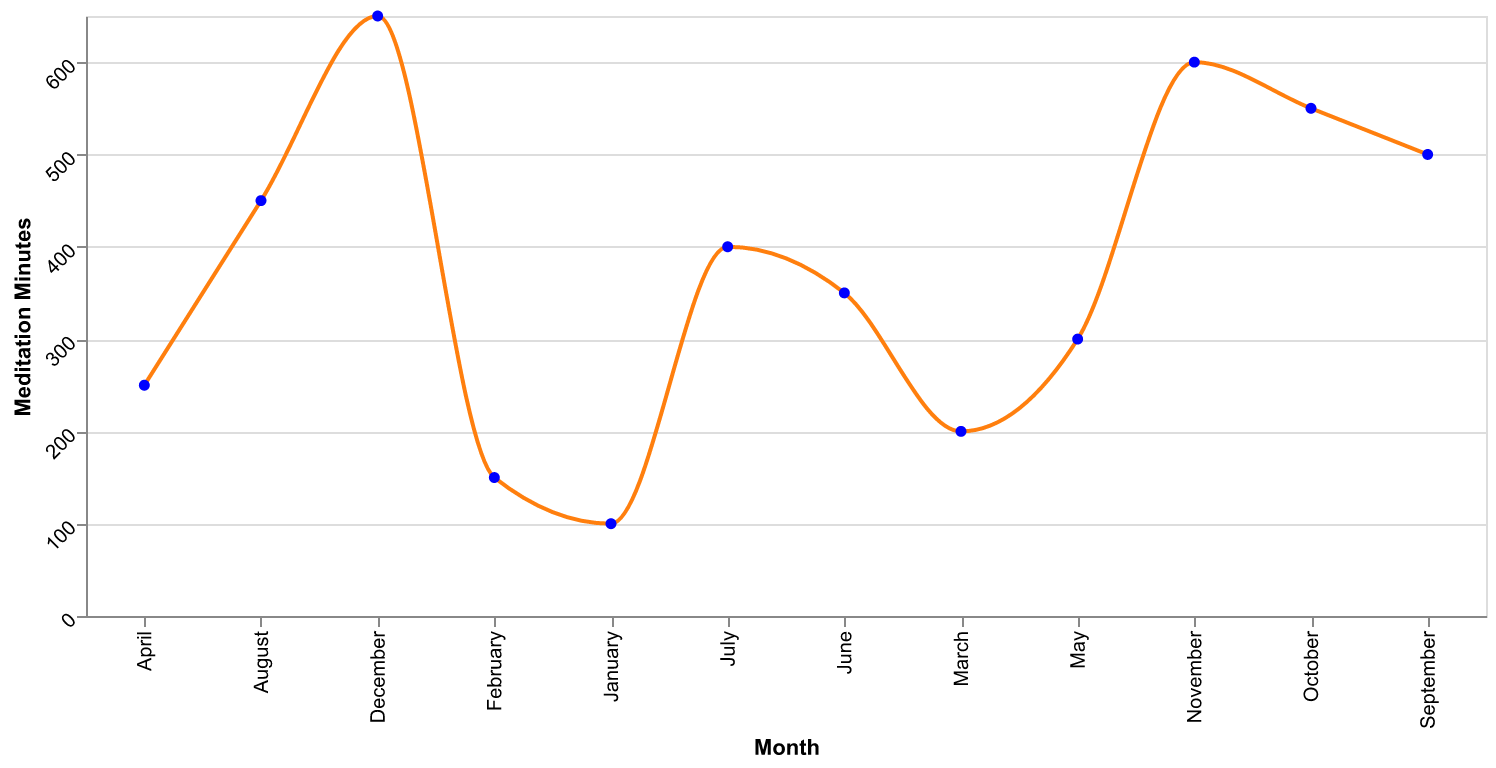 600
500
400
300
200
100
0
Meditation Minutes
April
August
December
February
January
July
June
March
May
November
October
September
Month